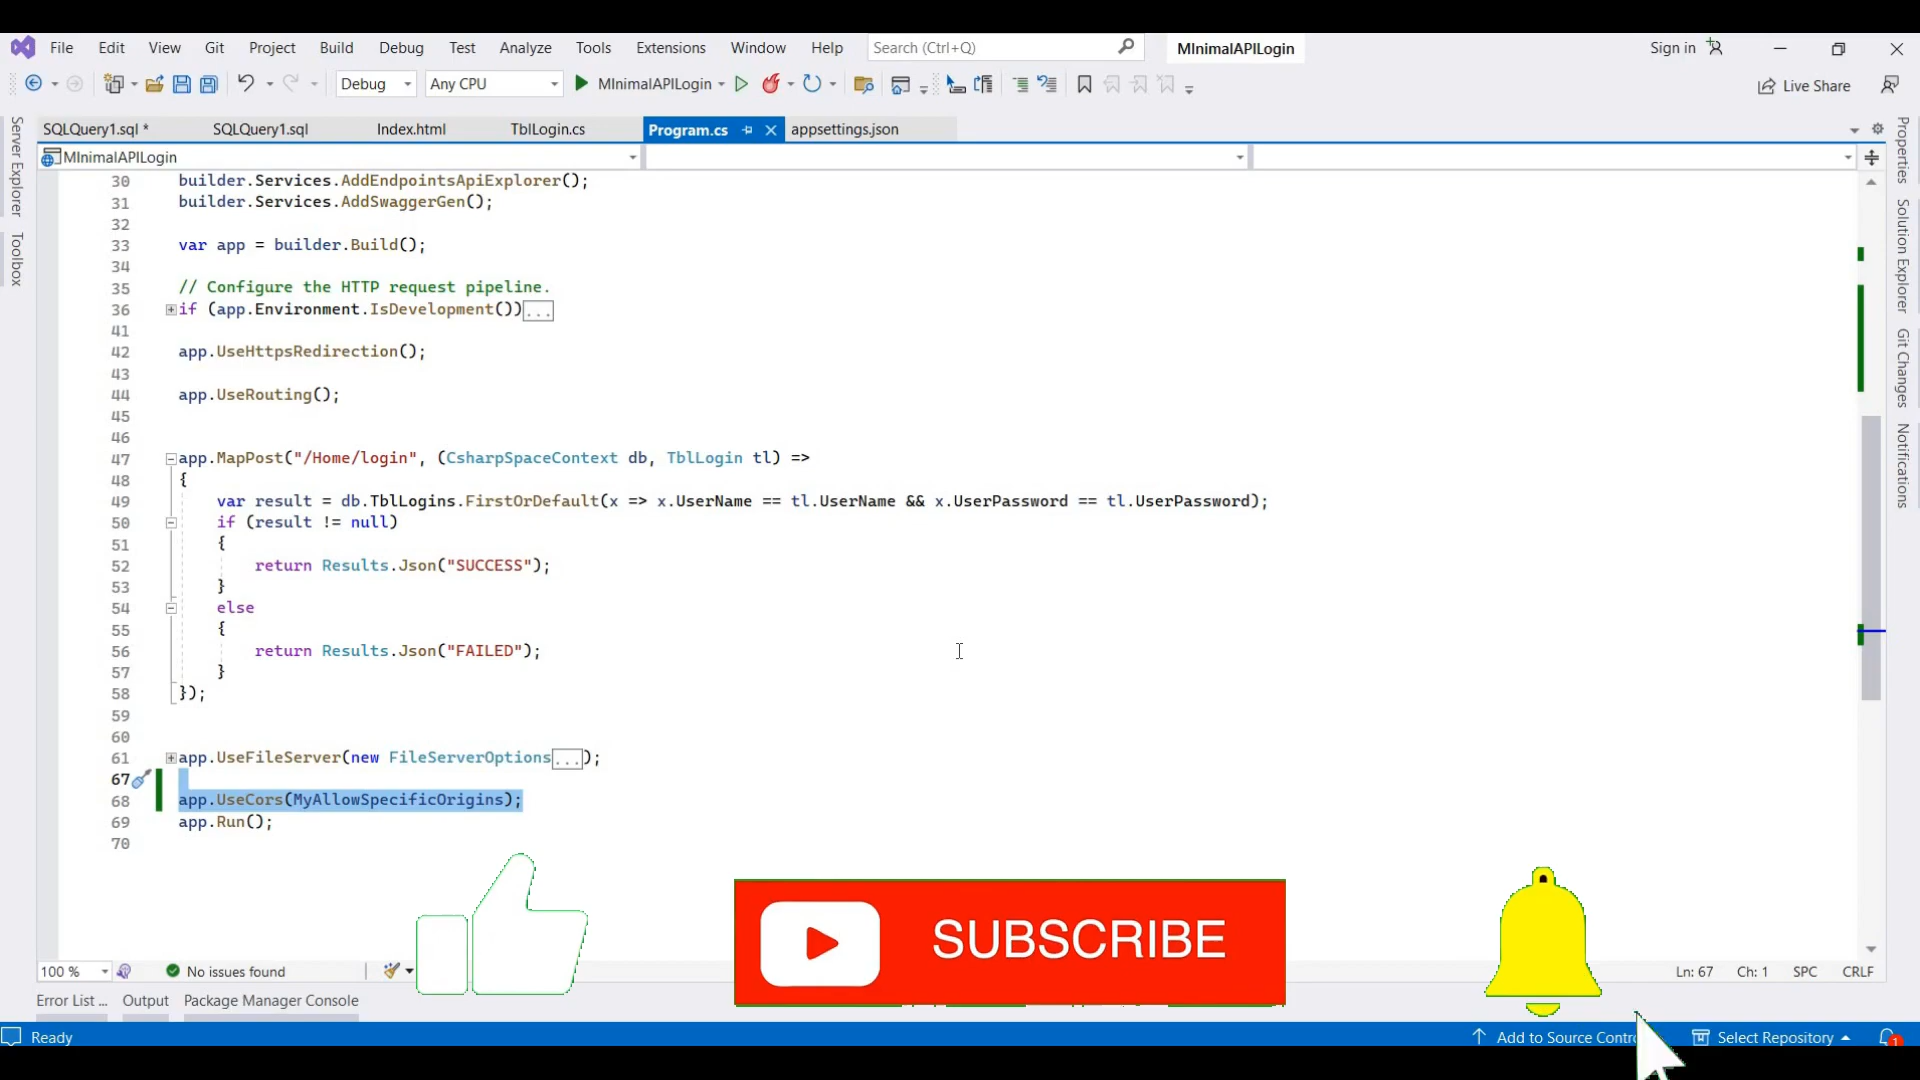 File Edit View Git Project Build Debug Test Analyze Tools Extensions Window Help Search (Ctrl+Q) MInimalAPILogin Sign in
Debug Any CPU MInimalAPILogin Live Share
SQLQuery1.sql * SQLQuery1.sql Index.html TblLogin.cs Program.cs appsettings.json
MInimalAPILogin
Server Explorer
Toolbox
30 builder.Services.AddEndpointsApiExplorer();
31 builder.Services.AddSwaggerGen();
32
33 var app = builder.Build();
34
35 // Configure the HTTP request pipeline.
36 if (app.Environment.IsDevelopment())...
41
42 app.UseHttpsRedirection();
43
44 app.UseRouting();
45
46
47 app.MapPost("/Home/login", (CsharpSpaceContext db, TblLogin tl) =>
48 {
49 var result = db.TblLogins.FirstOrDefault(x => x.UserName == tl.UserName && x.UserPassword == tl.UserPassword);
50 if (result != null)
51 {
52 return Results.Json("SUCCESS");
53 }
54 else
55 {
56 return Results.Json("FAILED");
57 }
58 });
59
60
61 app.UseFileServer(new FileServerOptions...);
67
68 app.UseCors(MyAllowSpecificOrigins);
69 app.Run();
70
Properties
Solution Explorer
Git Changes
Notifications
SUBSCRIBE
100 % No issues found Ln: 67 Ch: 1 SPC CRLF
Error List ... Output Package Manager Console
Ready Add to Source Contro Select Repository 1